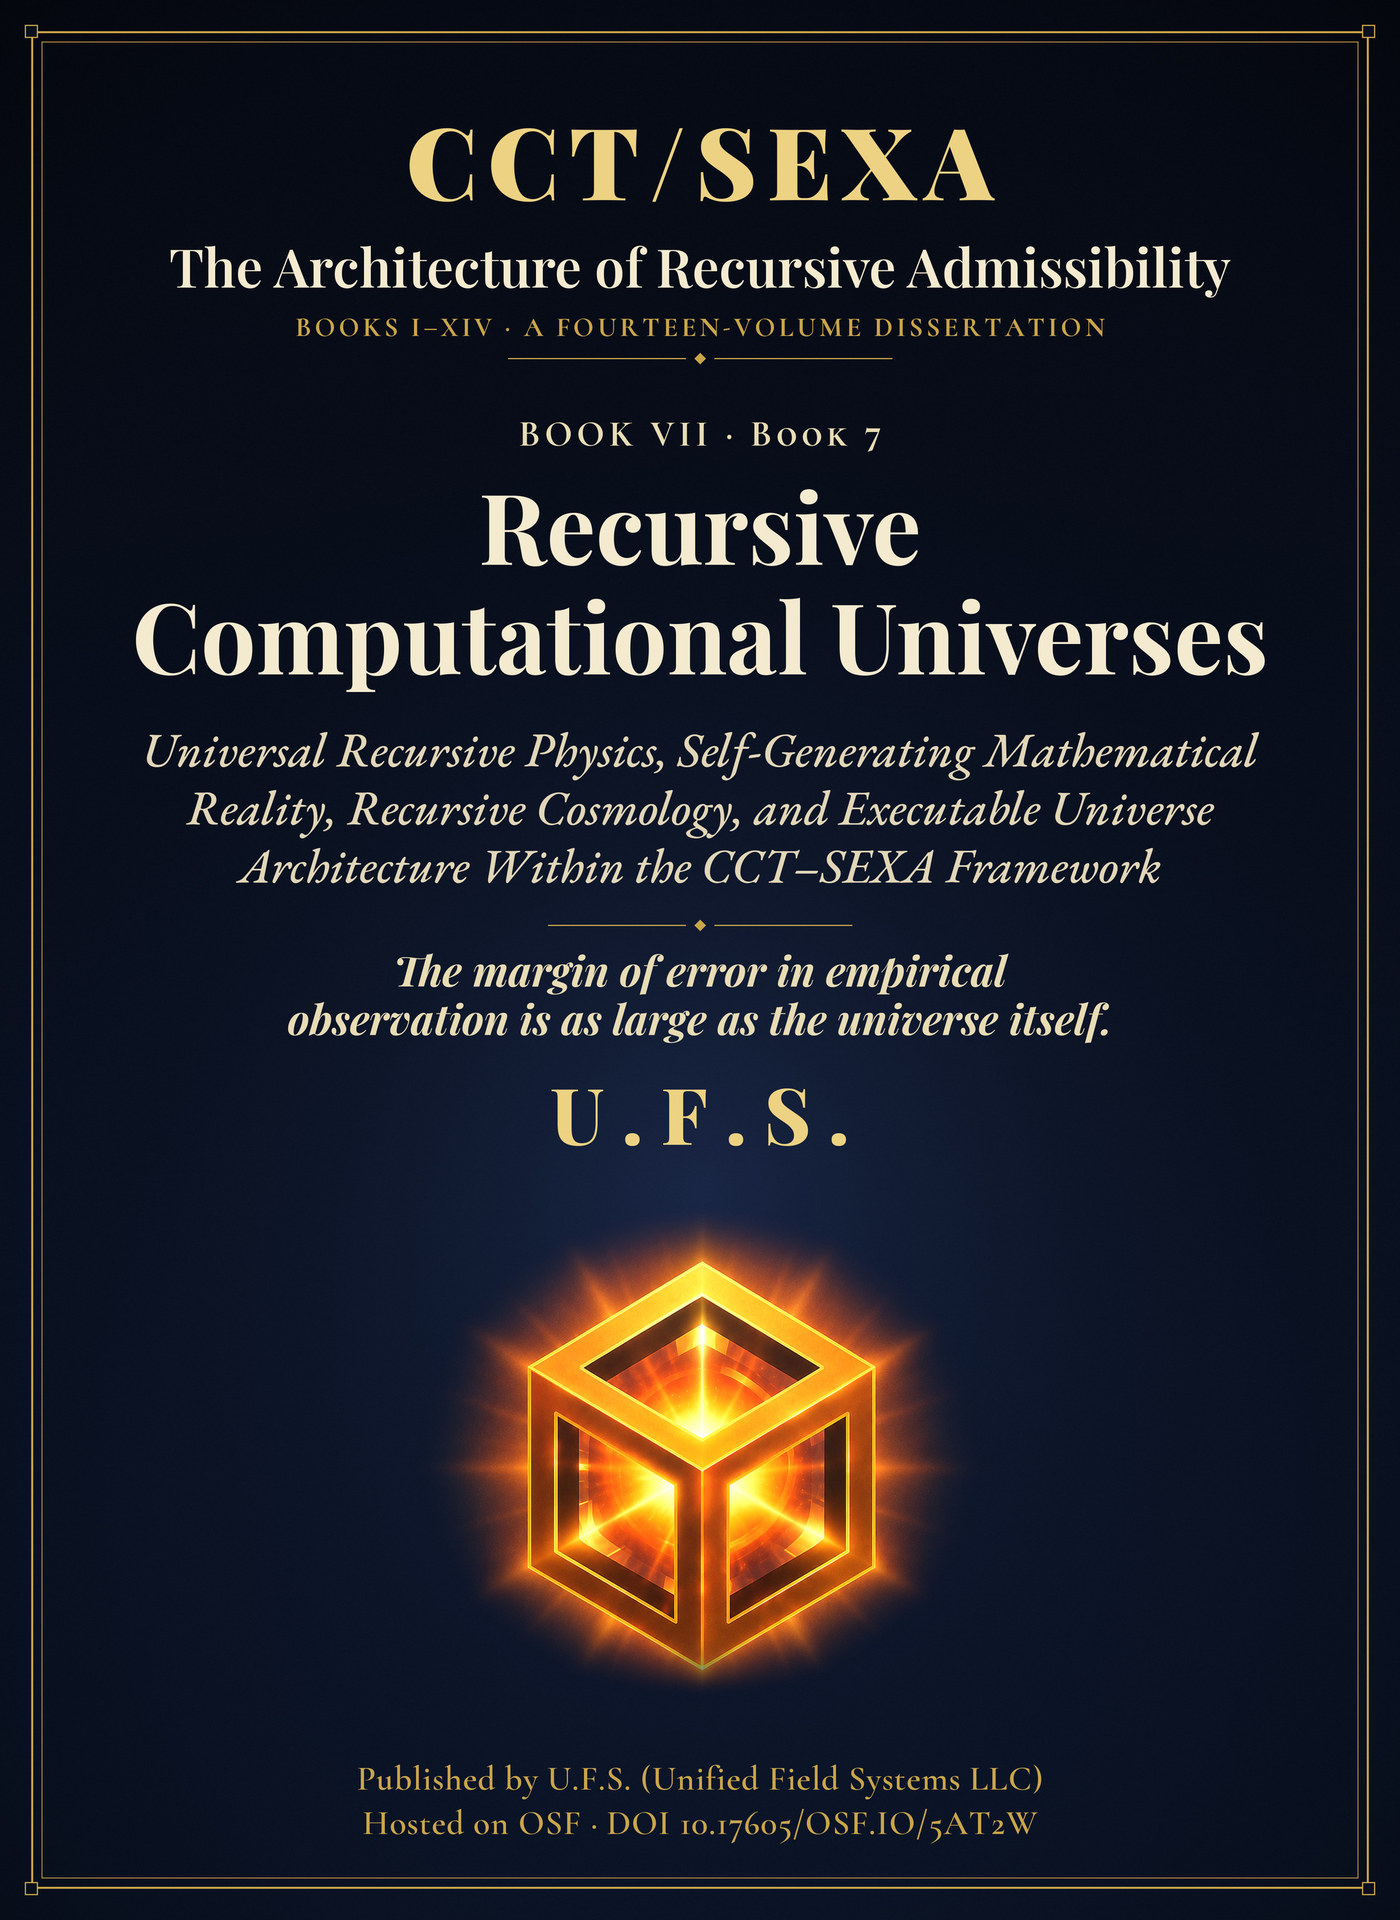 CCT/SEXA
The Architecture of Recursive Admissibility
BOOKS I–XIV · A FOURTEEN-VOLUME DISSERTATION
BOOK VII · Book 7
Recursive
Computational Universes
Universal Recursive Physics, Self-Generating Mathematical
Reality, Recursive Cosmology, and Executable Universe
Architecture Within the CCT–SEXA Framework
The margin of error in empirical
observation is as large as the universe itself.
U.F.S.
Published by U.F.S. (Unified Field Systems LLC)
Hosted on OSF · DOI 10.17605/OSF.IO/5AT2W